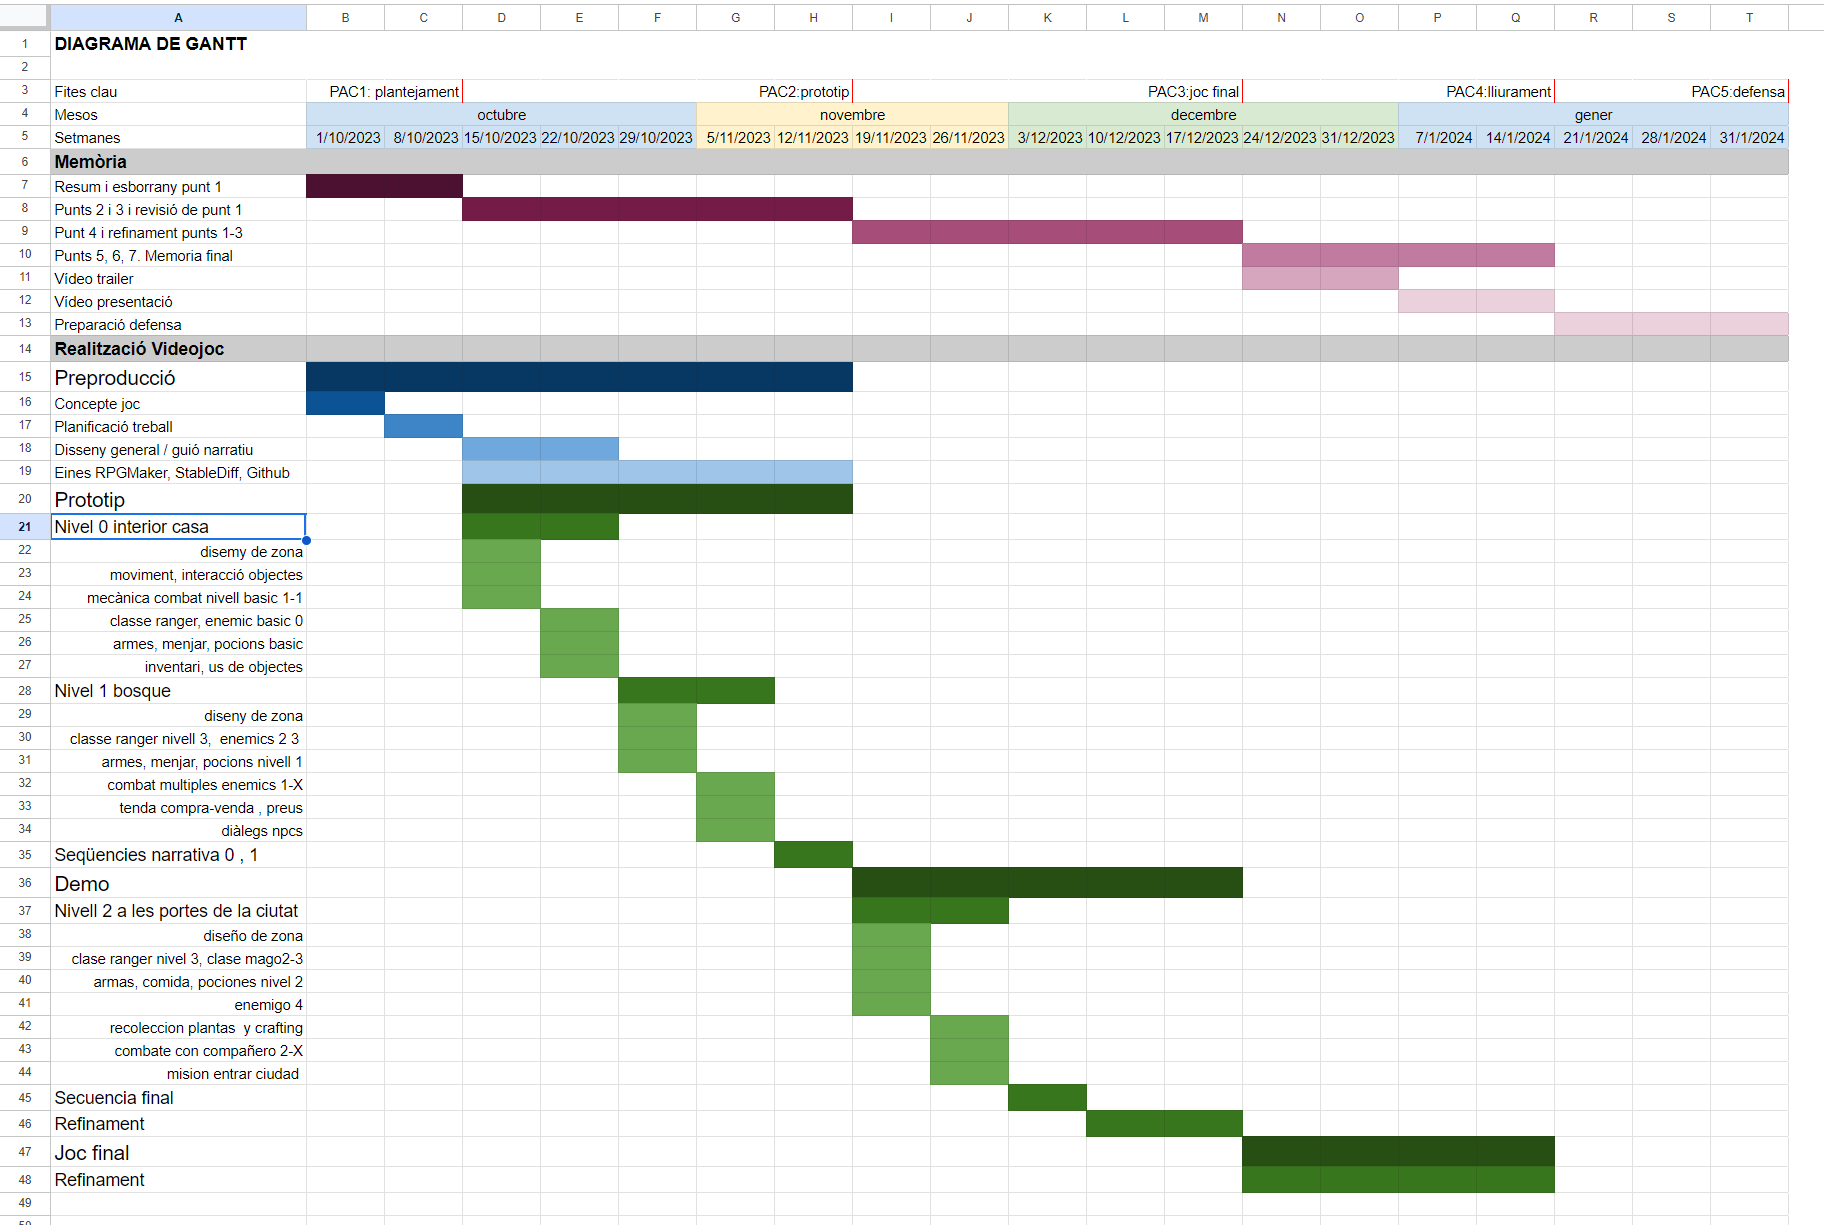 A B C D E F G H I J K L M N O P Q R S T
1 DIAGRAMA DE GANTT
2
3 Fites clau PAC1: plantejament PAC2:prototip PAC3:joc final PAC4:lliurament PAC5:defensa
4 Mesos octubre novembre decembre gener
5 Setmanes 1/10/2023 8/10/2023 15/10/2023 22/10/2023 29/10/2023 5/11/2023 12/11/2023 19/11/2023 26/11/2023 3/12/2023 10/12/2023 17/12/2023 24/12/2023 31/12/2023 7/1/2024 14/1/2024 21/1/2024 28/1/2024 31/1/2024
6 Memòria
7 Resum i esborrany punt 1
8 Punts 2 i 3 i revisió de punt 1
9 Punt 4 i refinament punts 1-3
10 Punts 5, 6, 7. Memoria final
11 Vídeo trailer
12 Vídeo presentació
13 Preparació defensa
14 Realització Videojoc
15 Preproducció
16 Concepte joc
17 Planificació treball
18 Disseny general / guió narratiu
19 Eines RPGMaker, StableDiff, Github
20 Prototip
21 Nivel 0 interior casa
22 disemy de zona
23 moviment, interacció objectes
24 mecànica combat nivell basic 1-1
25 classe ranger, enemic basic 0
26 armes, menjar, pocions basic
27 inventari, us de objectes
28 Nivel 1 bosque
29 diseny de zona
30 classe ranger nivell 3, enemics 2 3
31 armes, menjar, pocions nivell 1
32 combat multiples enemics 1-X
33 tenda compra-venda , preus
34 diàlegs npcs
35 Seqüencies narrativa 0 , 1
36 Demo
37 Nivell 2 a les portes de la ciutat
38 diseño de zona
39 clase ranger nivel 3, clase mago2-3
40 armas, comida, pociones nivel 2
41 enemigo 4
42 recoleccion plantas y crafting
43 combate con compañero 2-X
44 mision entrar ciudad
45 Secuencia final
46 Refinament
47 Joc final
48 Refinament
49
50